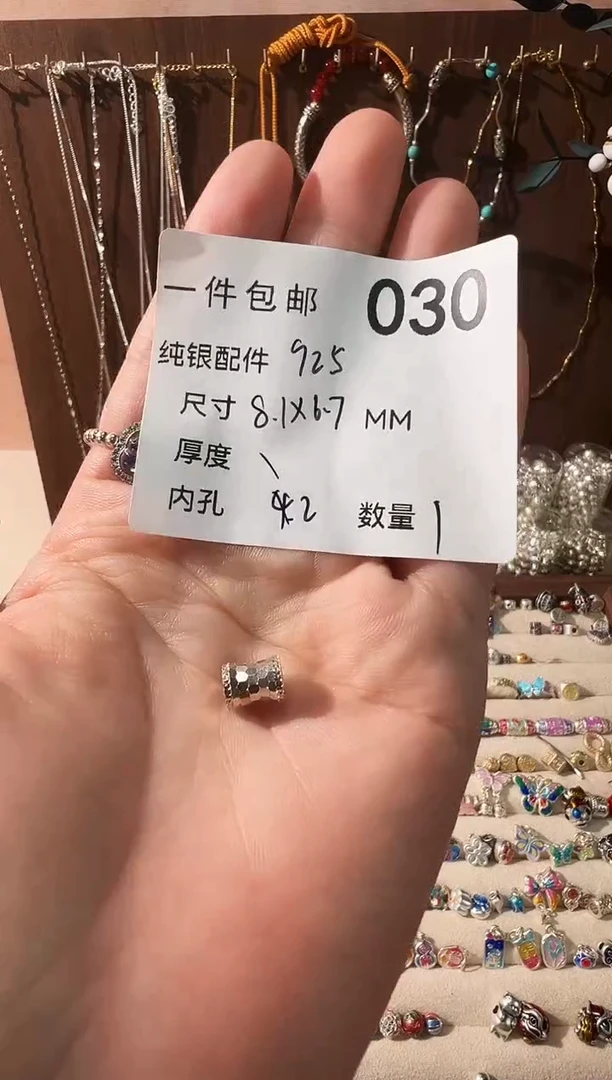 一件包邮 030
纯银配件 925
尺寸 8.1X6.7 MM
厚度 \
内孔 4.2 数量 1